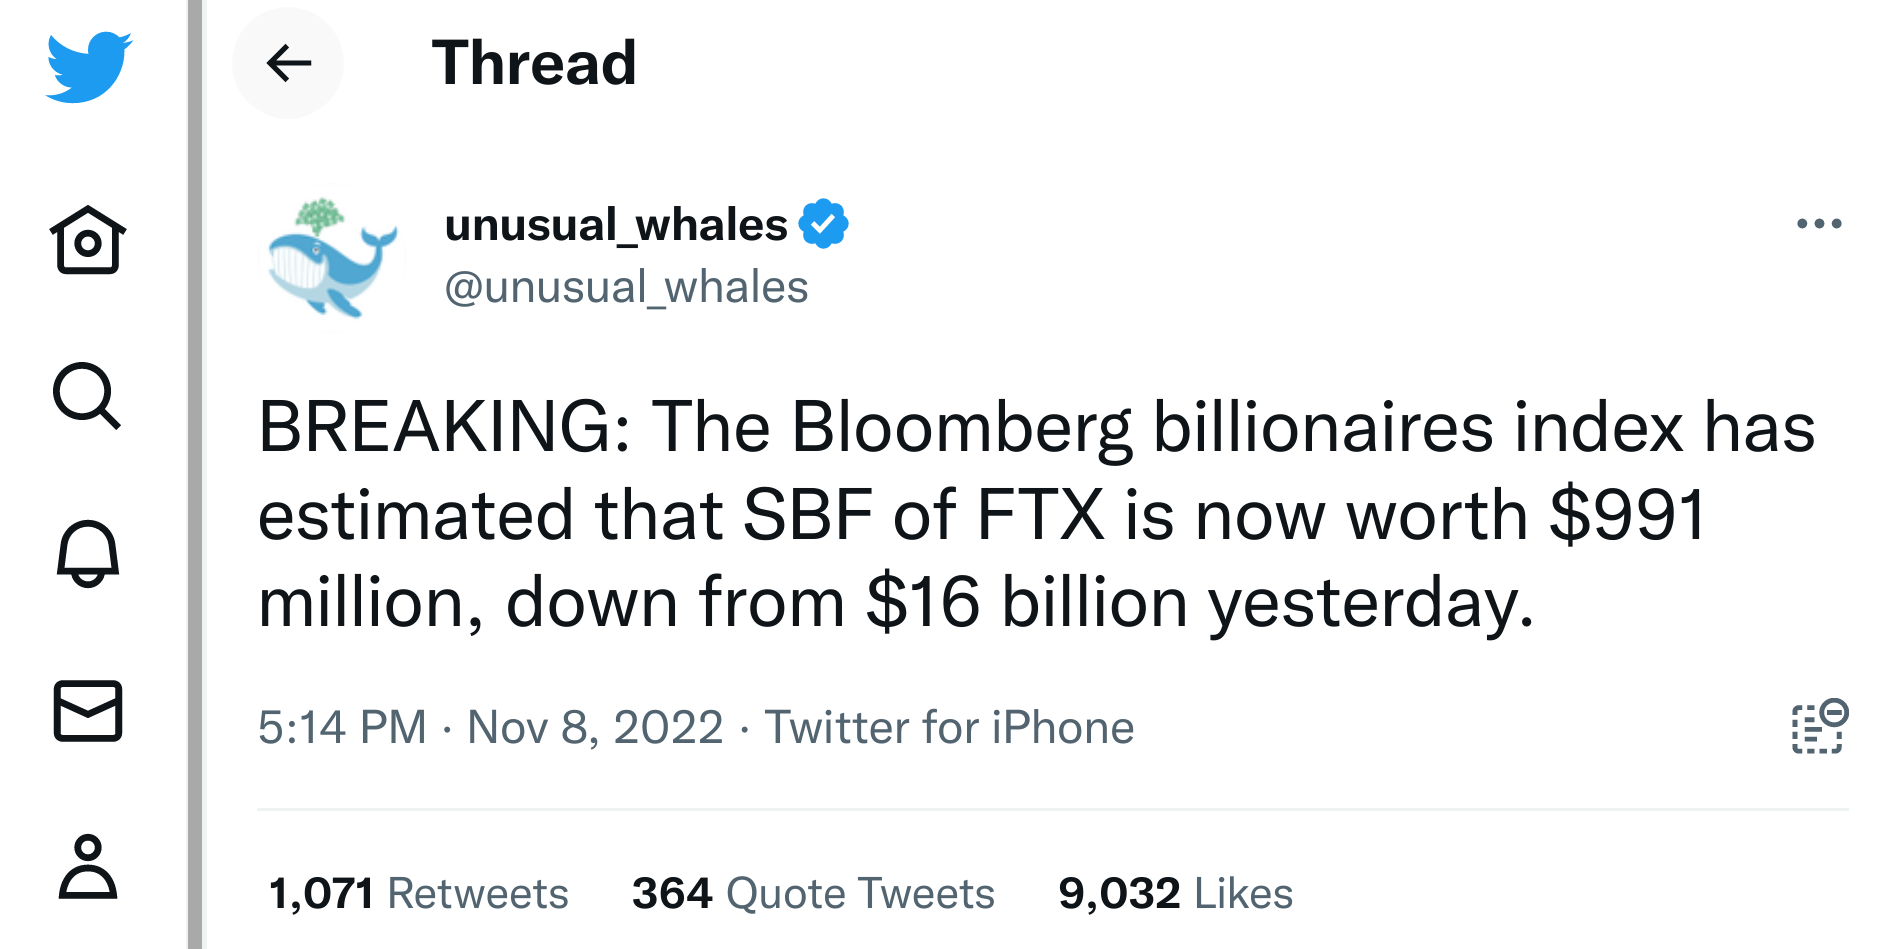 Thread
unusual_whales
@unusual_whales
BREAKING: The Bloomberg billionaires index has
estimated that SBF of FTX is now worth $991
million, down from $16 billion yesterday.
5:14 PM · Nov 8, 2022 · Twitter for iPhone
1,071 Retweets 364 Quote Tweets 9,032 Likes